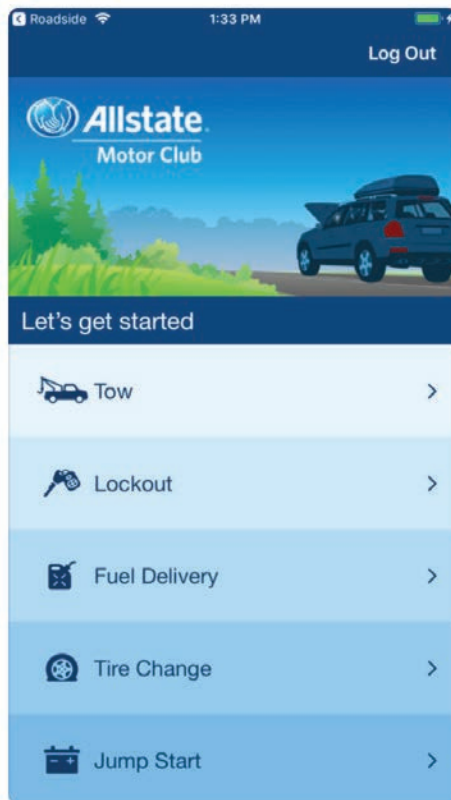 Roadside
1:33 PM
Log Out
Allstate.
Motor Club
Let's get started
Tow
Lockout
Fuel Delivery
Tire Change
Jump Start